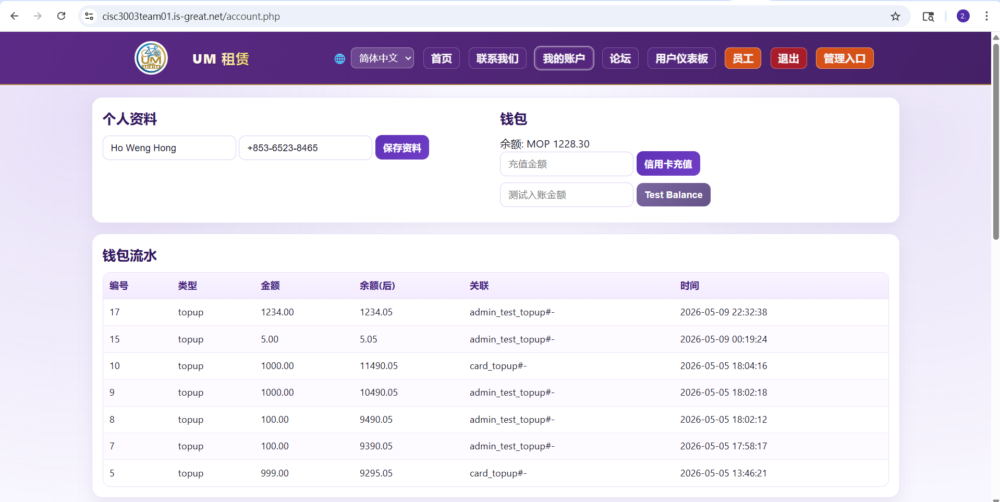 cisc3003team01.is-great.net/account.php
2.
UM
UM 租赁
简体中文
首页
联系我们
我的账户
论坛
用户仪表板
员工
退出
管理入口
个人资料
Ho Weng Hong
+853-6523-8465
保存资料
钱包
余额: MOP 1228.30
充值金额
信用卡充值
测试入账金额
Test Balance
钱包流水
编号 类型 金额 余额(后) 关联 时间
17 topup 1234.00 1234.05 admin_test_topup#- 2026-05-09 22:32:38
15 topup 5.00 5.05 admin_test_topup#- 2026-05-09 00:19:24
10 topup 1000.00 11490.05 card_topup#- 2026-05-05 18:04:16
9 topup 1000.00 10490.05 admin_test_topup#- 2026-05-05 18:02:18
8 topup 100.00 9490.05 admin_test_topup#- 2026-05-05 18:02:12
7 topup 100.00 9390.05 admin_test_topup#- 2026-05-05 17:58:17
5 topup 999.00 9295.05 card_topup#- 2026-05-05 13:46:21